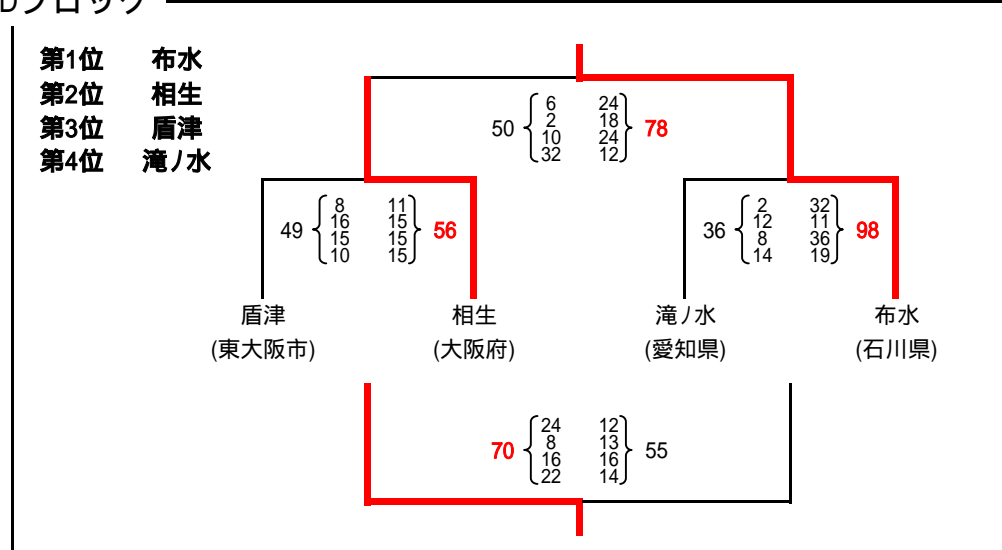 Dブロック
第1位 布水
第2位 相生
第3位 盾津
第4位 滝ノ水
50 6 24 78
2 18
10 24
32 12
49 8 11 56
16 15
15 15
10 15
36 2 32 98
12 11
8 36
14 19
盾津 相生 滝ノ水 布水
(東大阪市) (大阪府) (愛知県) (石川県)
70 24 12 55
8 13
16 16
22 14